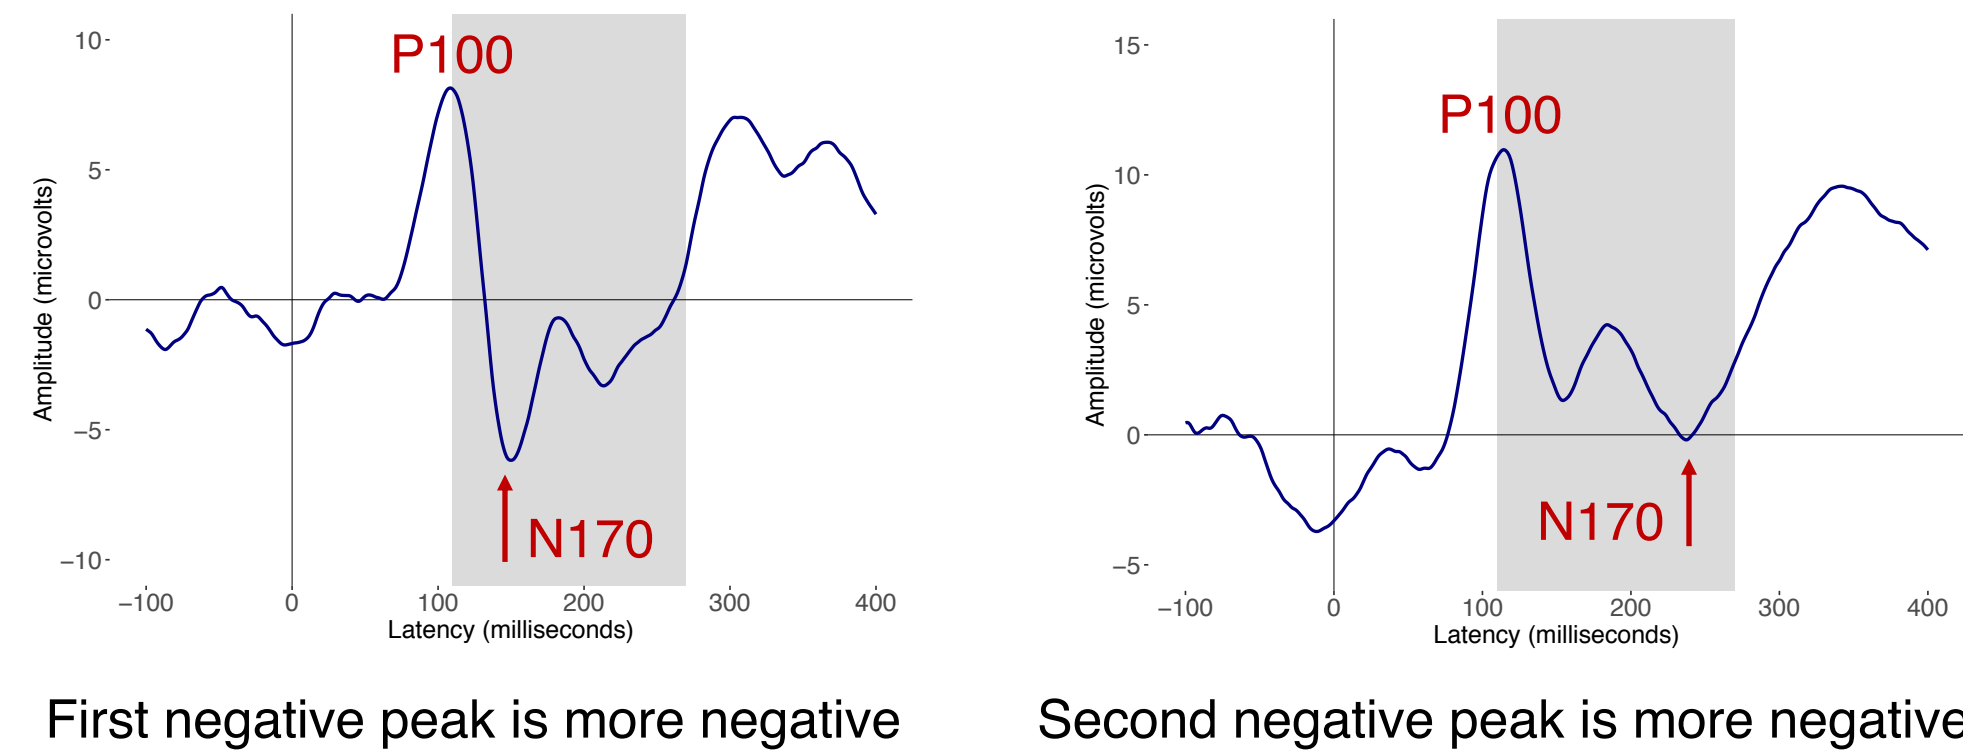 P100
10
5
0
−5
−10
Amplitude (microvolts)
N170
−100 0 100 200 300 400
Latency (milliseconds)
First negative peak is more negative
P100
15
10
5
0
−5
Amplitude (microvolts)
N170
−100 0 100 200 300 400
Latency (milliseconds)
Second negative peak is more negative